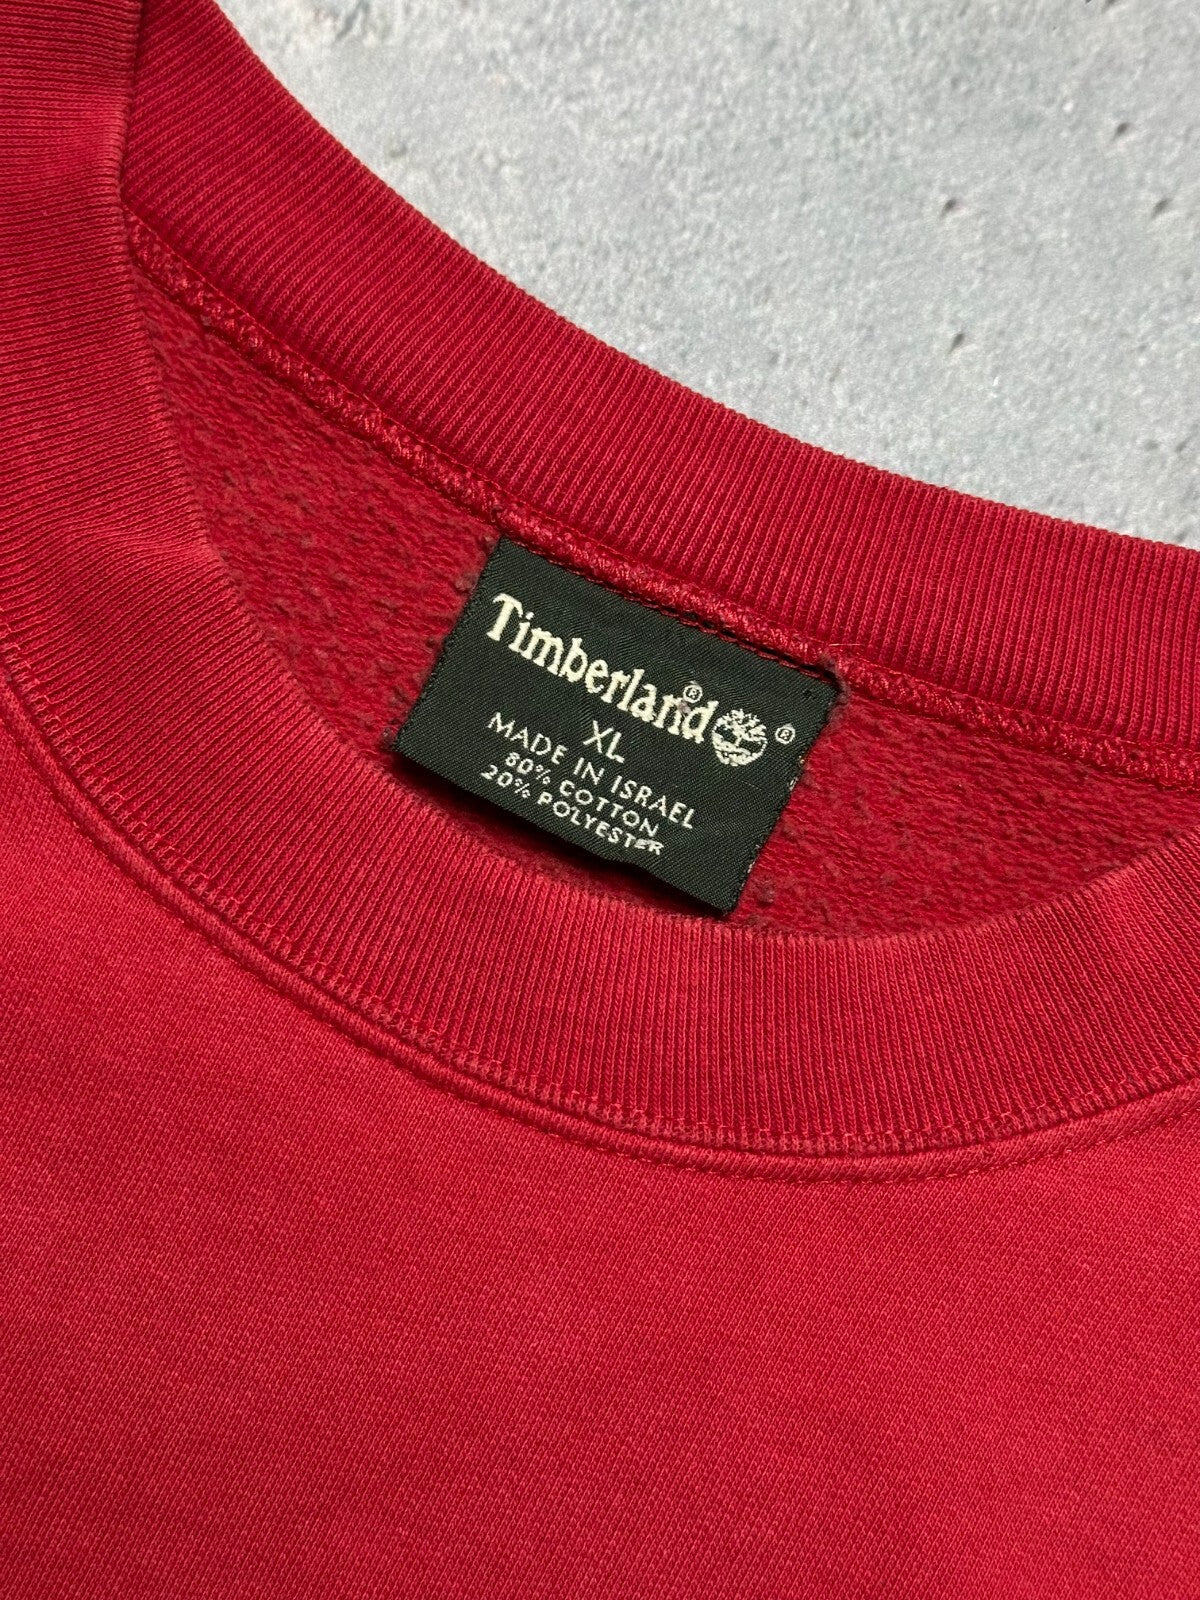 Timberland® ®
XL
MADE IN ISRAEL
80% COTTON
20% POLYESTER